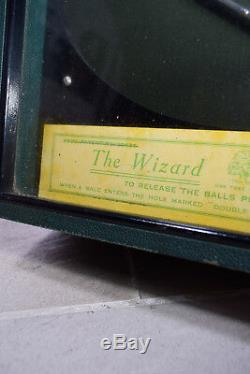 The Wizard
TO RELEASE THE BALLS P
WHEN A BALL ENTERS THE HOLE MARKED "DOUBLE